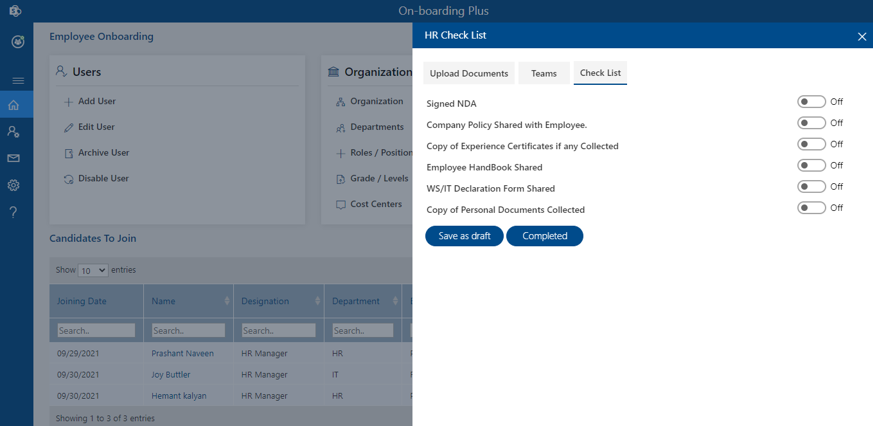 On-boarding Plus
Employee Onboarding
Users
Add User
Edit User
Archive User
Disable User
Organization
Organization
Departments
Roles / Position
Grade / Levels
Cost Centers
Candidates To Join
Show 10 entries
Joining Date Name Designation Department
Search.. Search.. Search.. Search..
09/29/2021 Prashant Naveen HR Manager HR
09/30/2021 Joy Buttler HR Manager IT
09/30/2021 Hemant kalyan HR Manager HR
Showing 1 to 3 of 3 entries
HR Check List
Upload Documents Teams Check List
Signed NDA Off
Company Policy Shared with Employee. Off
Copy of Experience Certificates if any Collected Off
Employee HandBook Shared Off
WS/IT Declaration Form Shared Off
Copy of Personal Documents Collected Off
Save as draft Completed